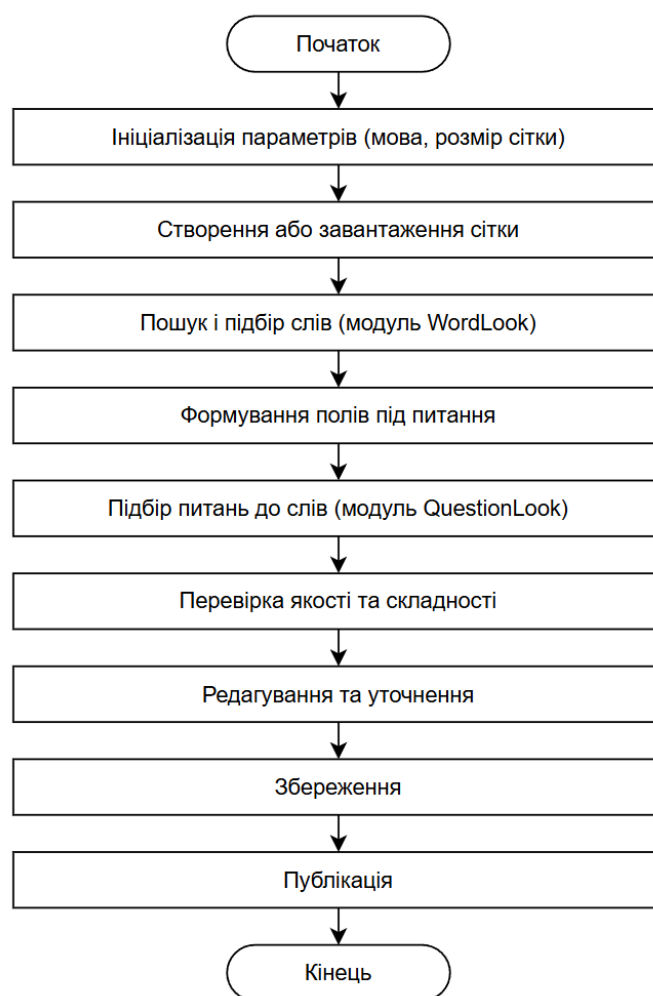 Початок
Ініціалізація параметрів (мова, розмір сітки)
Створення або завантаження сітки
Пошук і підбір слів (модуль WordLook)
Формування полів під питання
Підбір питань до слів (модуль QuestionLook)
Перевірка якості та складності
Редагування та уточнення
Збереження
Публікація
Кінець